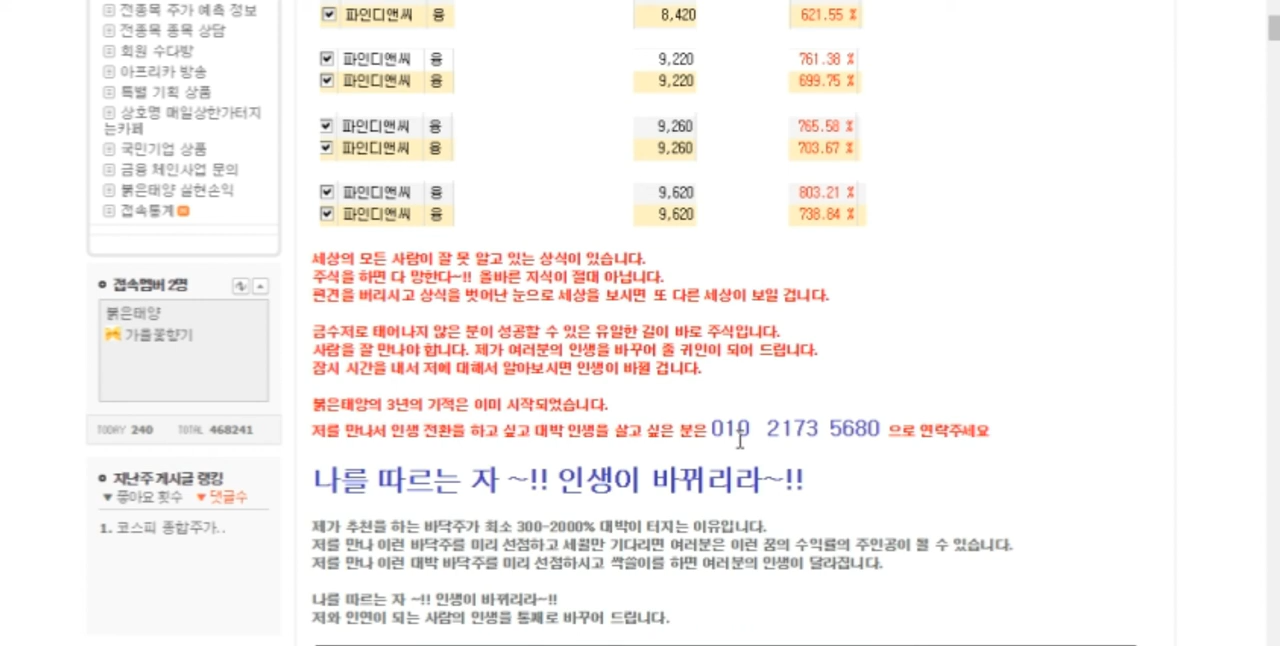 전종목 주가 예측 정보
전종목 종목 상담
회원 수다방
아프리카 방송
특별 기획 상품
상호명 매일상한가터지
는카페
국민기업 상품
금융 체인사업 문의
붉은태양 실현손익
접속통계
접속멤버 2명
붉은태양
가을꽃향기
TODAY 240 TOTAL 468241
지난주 게시글 랭킹
▼ 좋아요 횟수 ▼ 댓글수
1. 코스피 종합주가..
파인디앤씨 융 8,420 621.55 %
파인디앤씨 융 9,220 761.38 %
파인디앤씨 융 9,220 699.75 %
파인디앤씨 융 9,260 765.58 %
파인디앤씨 융 9,260 703.67 %
파인디앤씨 융 9,620 803.21 %
파인디앤씨 융 9,620 738.84 %
세상의 모든 사람이 잘 못 알고 있는 상식이 있습니다.
주식을 하면 다 망한다~!! 올바른 지식이 절대 아닙니다.
편견을 버리시고 상식을 벗어난 눈으로 세상을 보시면 또 다른 세상이 보일 겁니다.
금수저로 태어나지 않은 분이 성공할 수 있은 유일한 길이 바로 주식입니다.
사람을 잘 만나야 합니다. 제가 여러분의 인생을 바꾸어 줄 귀인이 되어 드립니다.
잠시 시간을 내서 저에 대해서 알아보시면 인생이 바뀔 겁니다.
붉은태양의 3년의 기적은 이미 시작되었습니다.
저를 만나서 인생 전환을 하고 싶고 대박 인생을 살고 싶은 분은 010 2173 5680 으로 연락주세요
나를 따르는 자 ~!! 인생이 바뀌리라~!!
제가 추천을 하는 바닥주가 최소 300-2000% 대박이 터지는 이유입니다.
저를 만나 이런 바닥주를 미리 선점하고 세월만 기다리면 여러분은 이런 꿈의 수익률의 주인공이 될 수 있습니다.
저를 만나 이런 대박 바닥주를 미리 선점하시고 싹쓸이를 하면 여러분의 인생이 달라집니다.
나를 따르는 자 ~!! 인생이 바뀌리라~!!
저와 인연이 되는 사람의 인생을 통째로 바꾸어 드립니다.